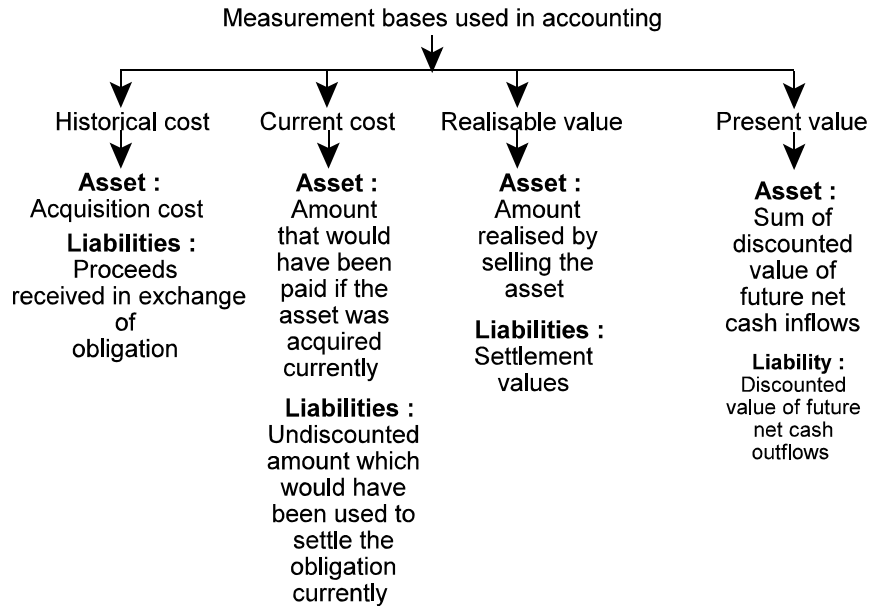 Measurement bases used in accounting
Historical cost
Current cost
Realisable value
Present value
Asset :
Acquisition cost
Liabilities :
Proceeds
received in exchange
of
obligation
Asset :
Amount
that would
have been
paid if the
asset was
acquired
currently
Liabilities :
Undiscounted
amount which
would have
been used to
settle the
obligation
currently
Asset :
Amount
realised by
selling the
asset
Liabilities :
Settlement
values
Asset :
Sum of
discounted
value of
future net
cash inflows
Liability :
Discounted
value of future
net cash
outflows